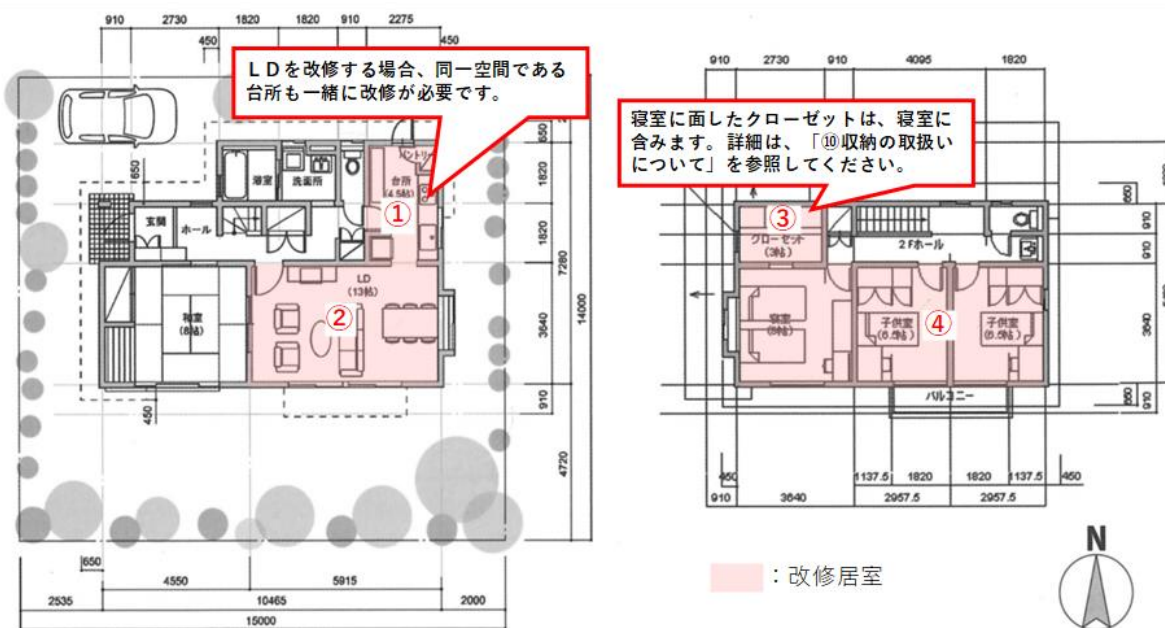 910 2730 1820 1820 910 2275
450 450
LDを改修する場合、同一空間である
台所も一緒に改修が必要です。
650
浴室
洗面所
パントリー
台所
(4.5帖)
①
玄関
ホール
650
1820
1820
7280
14000
和室
(8帖)
LD
(13帖)
②
3640
910
450
4720
650
4550 5915
2535 10465 2000
15000
910 2730 910 4095 1820
寝室に面したクローゼットは、寝室に
含みます。詳細は、「⑩収納の取扱い
について」を参照してください。
③
クローゼット
(3帖)
2Fホール
660
910
910
寝室
子供室
(6.5帖)
④
子供室
(6.5帖)
3640
バルコニー
660
910
450 1137.5 1820 1820 1137.5 450
910 3640 2957.5 2957.5
:改修居室
N